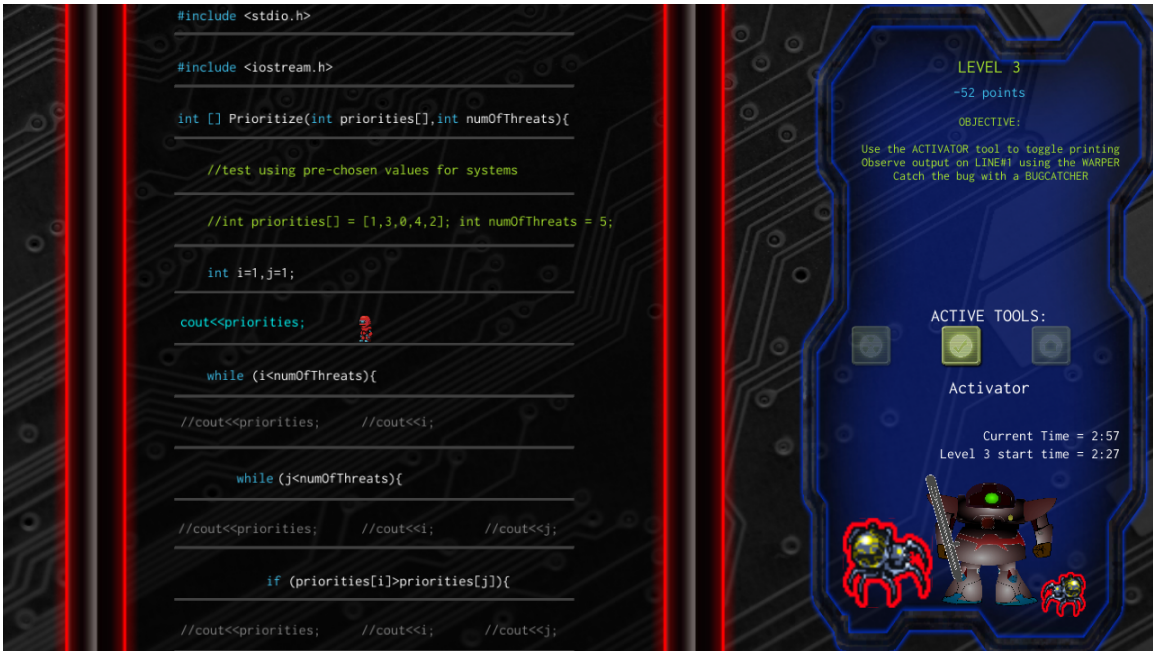 #include <stdio.h>
#include <iostream.h>
int [] Prioritize(int priorities[],int numOfThreats){
//test using pre-chosen values for systems
//int priorities[] = [1,3,0,4,2]; int numOfThreats = 5;
int i=1,j=1;
cout<<priorities;
while (i<numOfThreats){
//cout<<priorities; //cout<<i;
while (j<numOfThreats){
//cout<<priorities; //cout<<i; //cout<<j;
if (priorities[i]>priorities[j]){
//cout<<priorities; //cout<<i; //cout<<j;
LEVEL 3
-52 points
OBJECTIVE:
Use the ACTIVATOR tool to toggle printing
Observe output on LINE#1 using the WARPER
Catch the bug with a BUGCATCHER
ACTIVE TOOLS:
Activator
Current Time = 2:57
Level 3 start time = 2:27